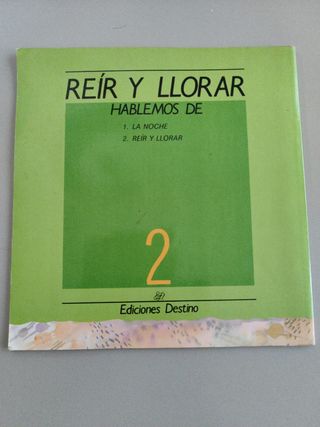 REÍR Y LLORAR
HABLEMOS DE
1. LA NOCHE
2. REÍR Y LLORAR
2
Ediciones Destino